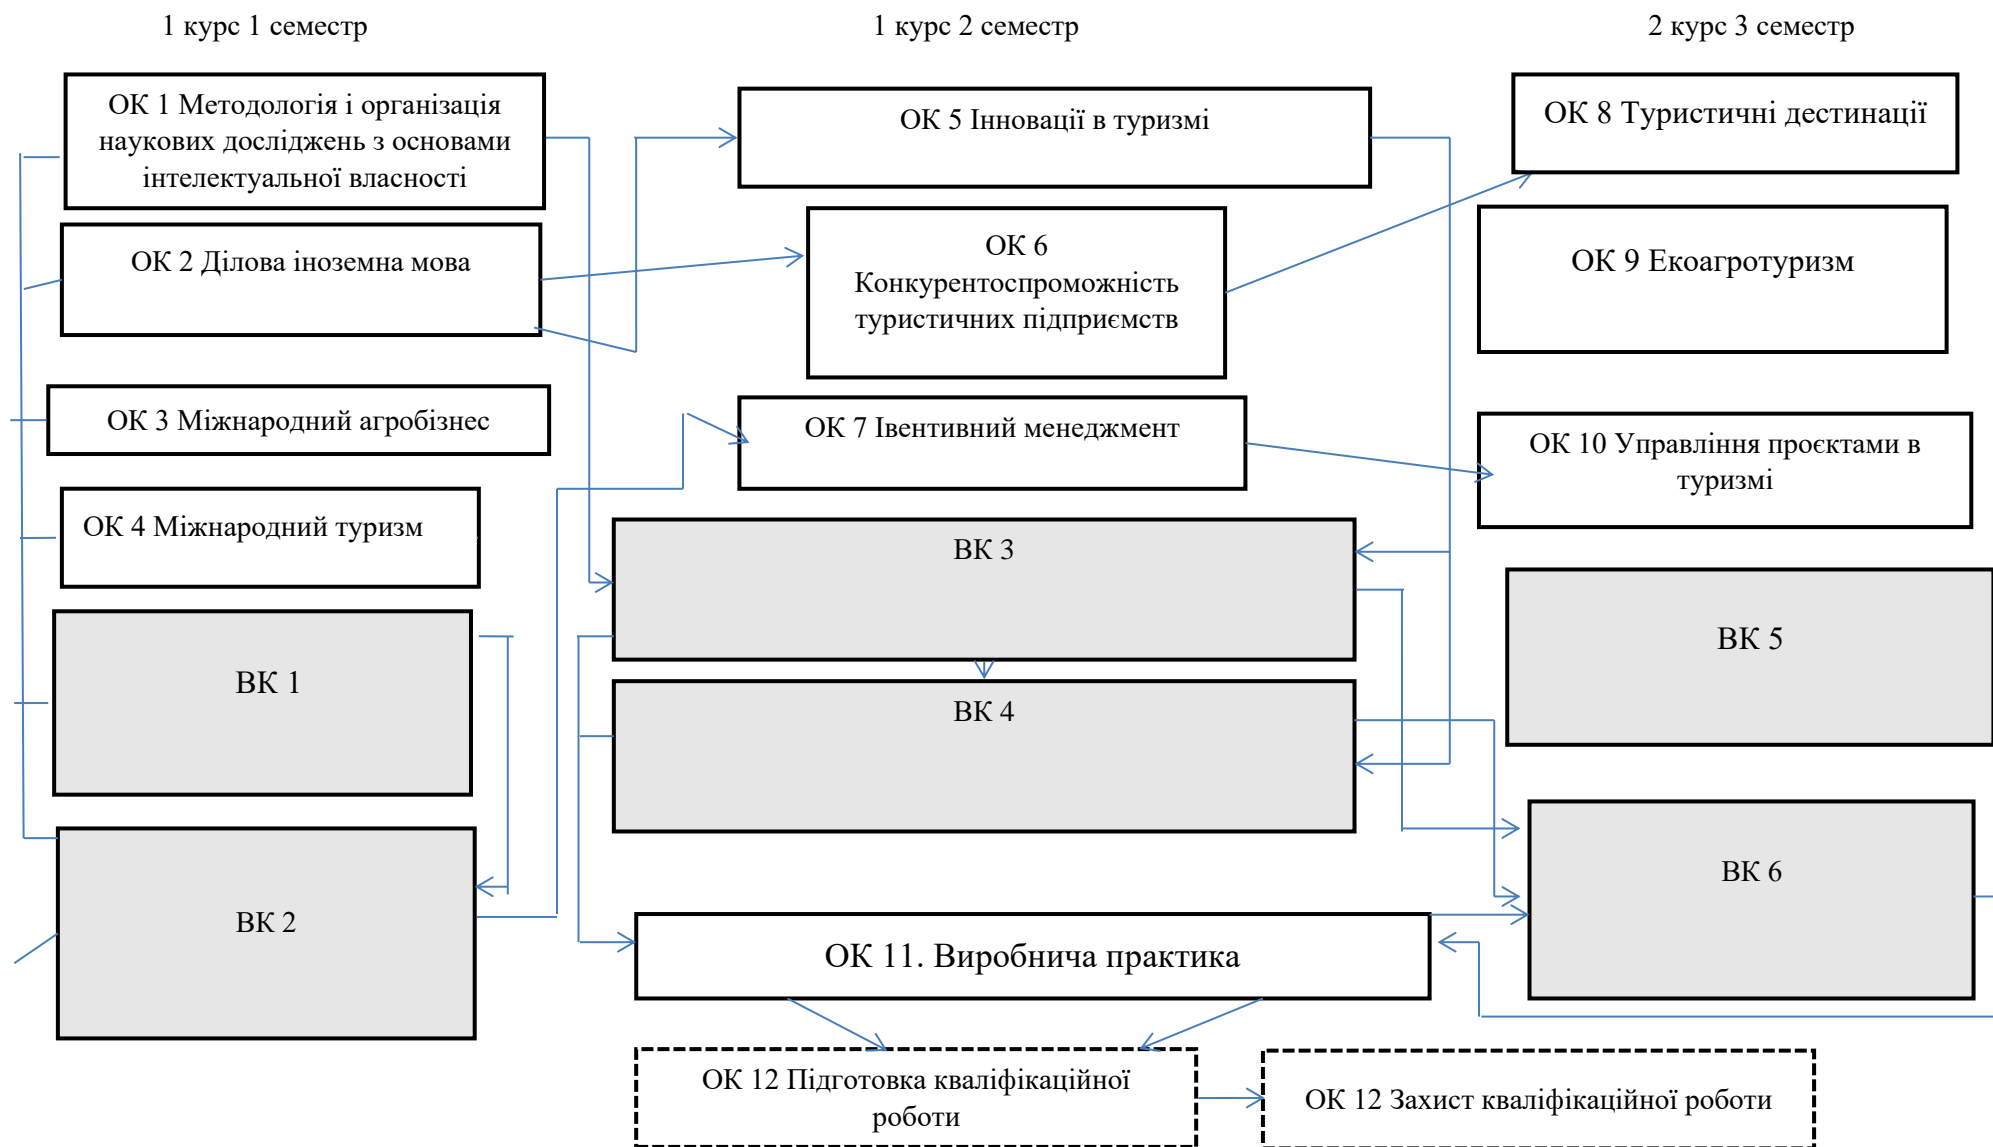 1 курс 1 семестр
1 курс 2 семестр
2 курс 3 семестр
ОК 1 Методологія і організація
наукових досліджень з основами
інтелектуальної власності
ОК 2 Ділова іноземна мова
ОК 3 Міжнародний агробізнес
ОК 4 Міжнародний туризм
ВК 1
ВК 2
ОК 5 Інновації в туризмі
ОК 6
Конкурентоспроможність
туристичних підприємств
ОК 7 Івентивний менеджмент
ВК 3
ВК 4
ОК 11. Виробнича практика
ОК 12 Підготовка кваліфікаційної
роботи
ОК 12 Захист кваліфікаційної роботи
ОК 8 Туристичні дестинації
ОК 9 Екоагротуризм
ОК 10 Управління проєктами в
туризмі
ВК 5
ВК 6